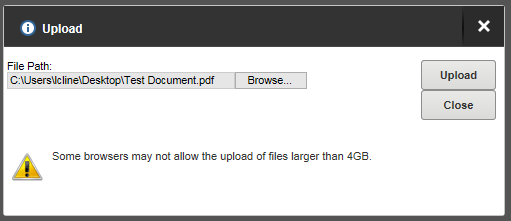 Upload
File Path:
C:\Users\lcline\Desktop\Test Document.pdf
Browse...
Upload
Close
Some browsers may not allow the upload of files larger than 4GB.